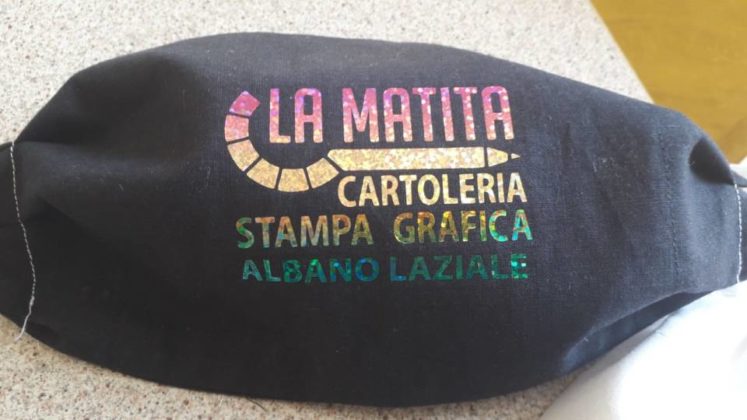 LA MATITA
CARTOLERIA
STAMPA GRAFICA
ALBANO LAZIALE